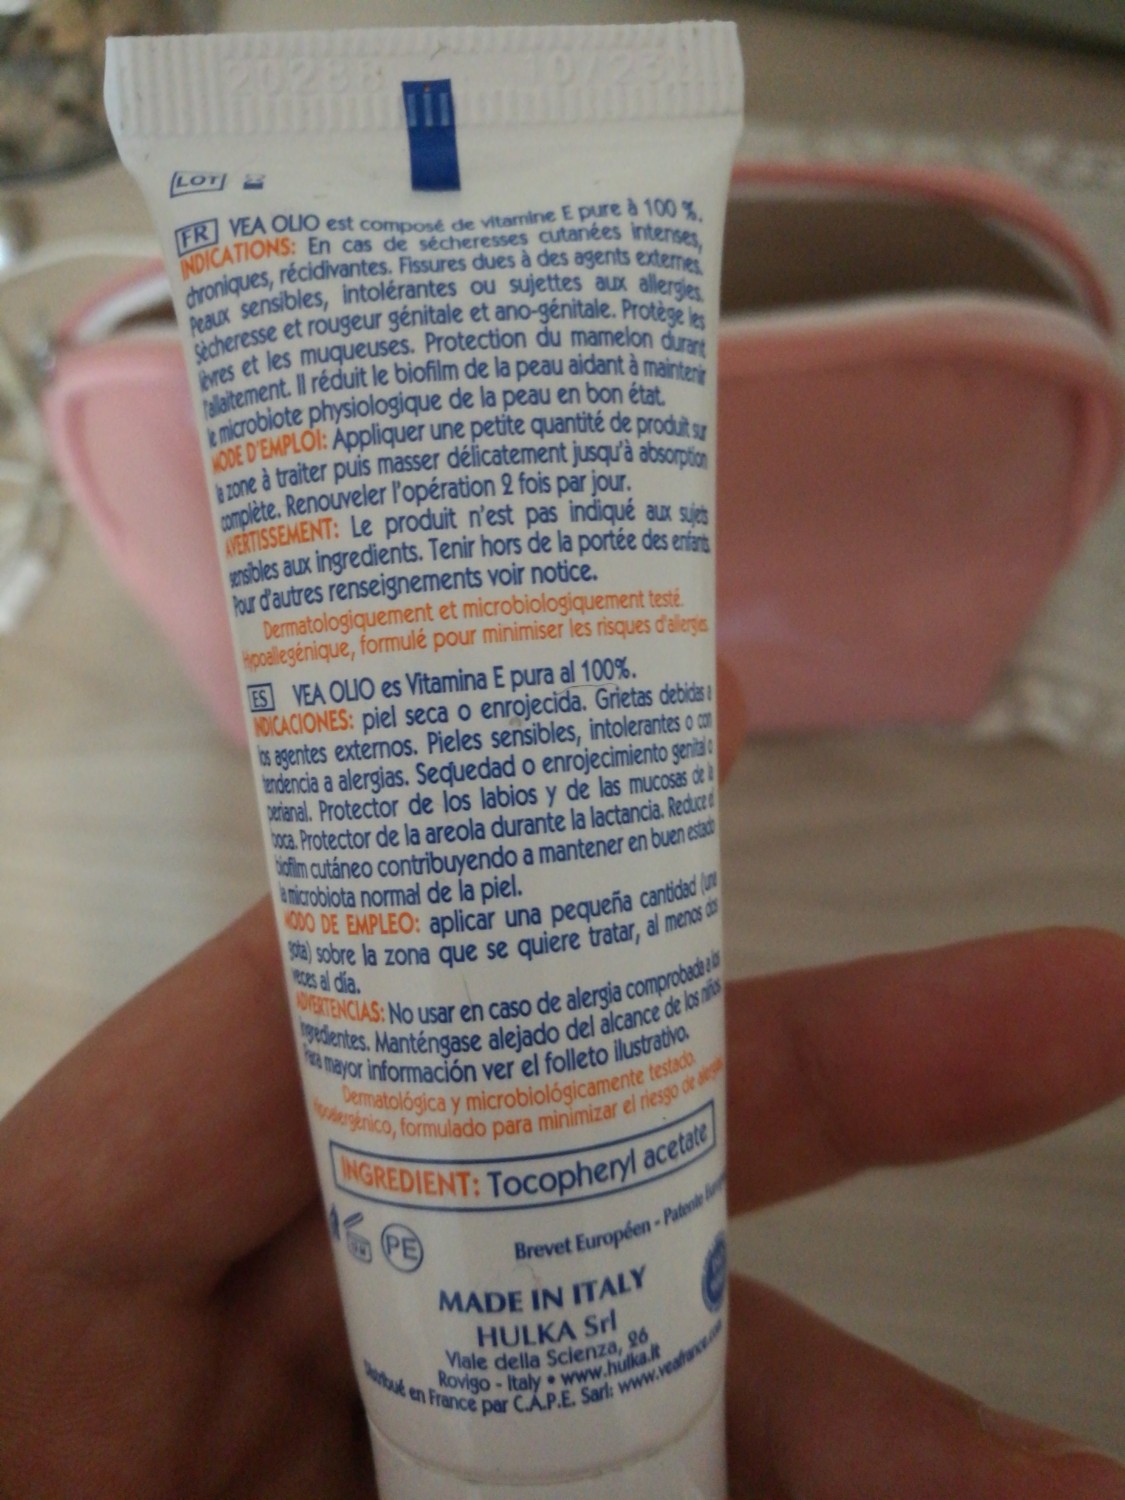 20288 10/23
LOT
FR VEA OLIO est composé de vitamine E pure à 100 %.
INDICATIONS: En cas de sécheresses cutanées intenses,
chroniques, récidivantes. Fissures dues à des agents externes.
Peaux sensibles, intolérantes ou sujettes aux allergies.
Sècheresse et rougeur génitale et ano-génitale. Protège les
lèvres et les muqueuses. Protection du mamelon durant
l'allaitement. Il réduit le biofilm de la peau aidant à maintenir
le microbiote physiologique de la peau en bon état.
MODE D'EMPLOI: Appliquer une petite quantité de produit sur
la zone à traiter puis masser délicatement jusqu'à absorption
complète. Renouveler l'opération 2 fois par jour.
AVERTISSEMENT: Le produit n'est pas indiqué aux sujets
sensibles aux ingredients. Tenir hors de la portée des enfants.
Pour d'autres renseignements voir notice.
Dermatologiquement et microbiologiquement testé.
Hypoallegénique, formulé pour minimiser les risques d'allergies.
ES VEA OLIO es Vitamina E pura al 100%.
INDICACIONES: piel seca o enrojecida. Grietas debidas a
los agentes externos. Pieles sensibles, intolerantes o con
tendencia a alergias. Sequedad o enrojecimiento genital o
perianal. Protector de los labios y de las mucosas de la
boca. Protector de la areola durante la lactancia. Reduce el
biofilm cutáneo contribuyendo a mantener en buen estado
la microbiota normal de la piel.
MODO DE EMPLEO: aplicar una pequeña cantidad (una
gota) sobre la zona que se quiere tratar, al menos dos
veces al día.
ADVERTENCIAS: No usar en caso de alergia comprobada a los
ingredientes. Manténgase alejado del alcance de los niños.
Para mayor información ver el folleto ilustrativo.
Dermatológica y microbiológicamente testado.
Hipoalergénico, formulado para minimizar el riesgo de alergias.
INGREDIENT: Tocopheryl acetate
PE
Brevet Européen - Patente
MADE IN ITALY
HULKA Srl
Viale della Scienza, 26
Rovigo - Italy • www.hulka.it
Distribué en France par C.A.P.E. Sarl: www.veafrance.com